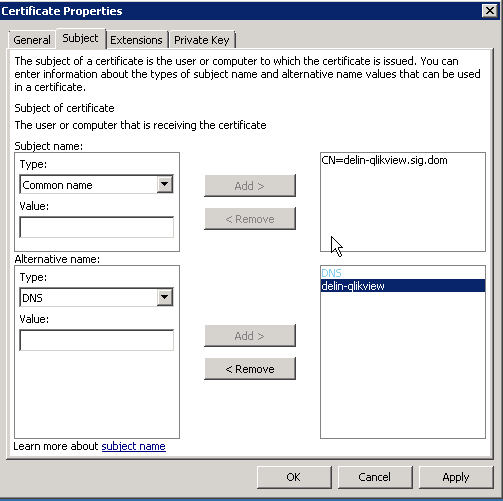 Certificate Properties
General
Subject
Extensions
Private Key
The subject of a certificate is the user or computer to which the certificate is issued. You can
enter information about the types of subject name and alternative name values that can be used
in a certificate.
Subject of certificate
The user or computer that is receiving the certificate
Subject name:
Type:
Common name
Value:
Add >
< Remove
CN=delin-qlikview.sig.dom
Alternative name:
Type:
DNS
Value:
Add >
< Remove
DNS
delin-qlikview
Learn more about subject name
OK
Cancel
Apply